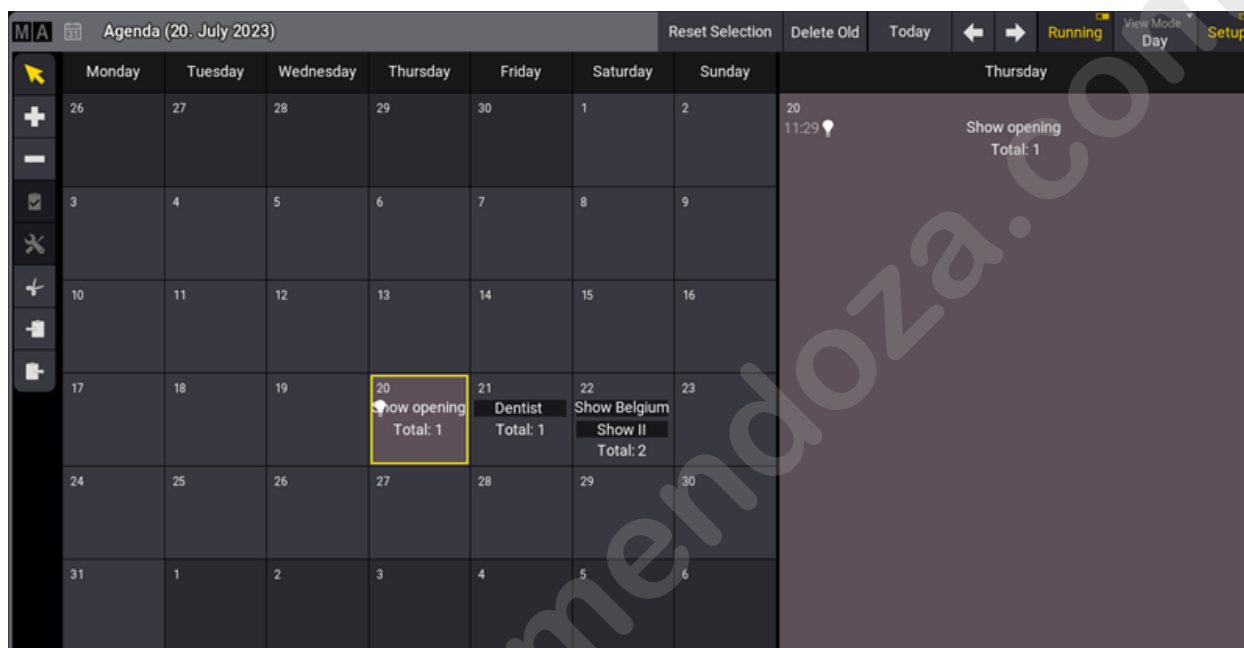 MA 31 Agenda (20. July 2023) Reset Selection Delete Old Today Running View Mode Setup
Day
Monday Tuesday Wednesday Thursday Friday Saturday Sunday Thursday
26 27 28 29 30 1 2 20
11:29 Show opening
Total: 1
3 4 5 6 7 8 9
10 11 12 13 14 15 16
17 18 19 20 21 22 23
Show opening Dentist Show Belgium
Total: 1 Total: 1 Show II
Total: 2
24 25 26 27 28 29 30
31 1 2 3 4 5 6
mendoza.com